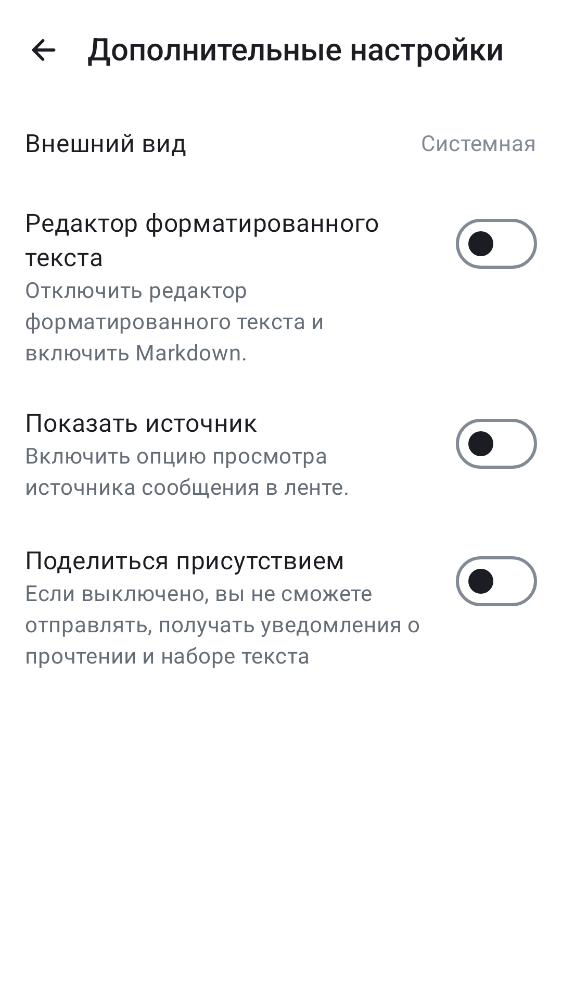 Дополнительные настройки
Внешний вид
Системная
Редактор форматированного
текста
Отключить редактор
форматированного текста и
включить Markdown.
Показать источник
Включить опцию просмотра
источника сообщения в ленте.
Поделиться присутствием
Если выключено, вы не сможете
отправлять, получать уведомления о
прочтении и наборе текста